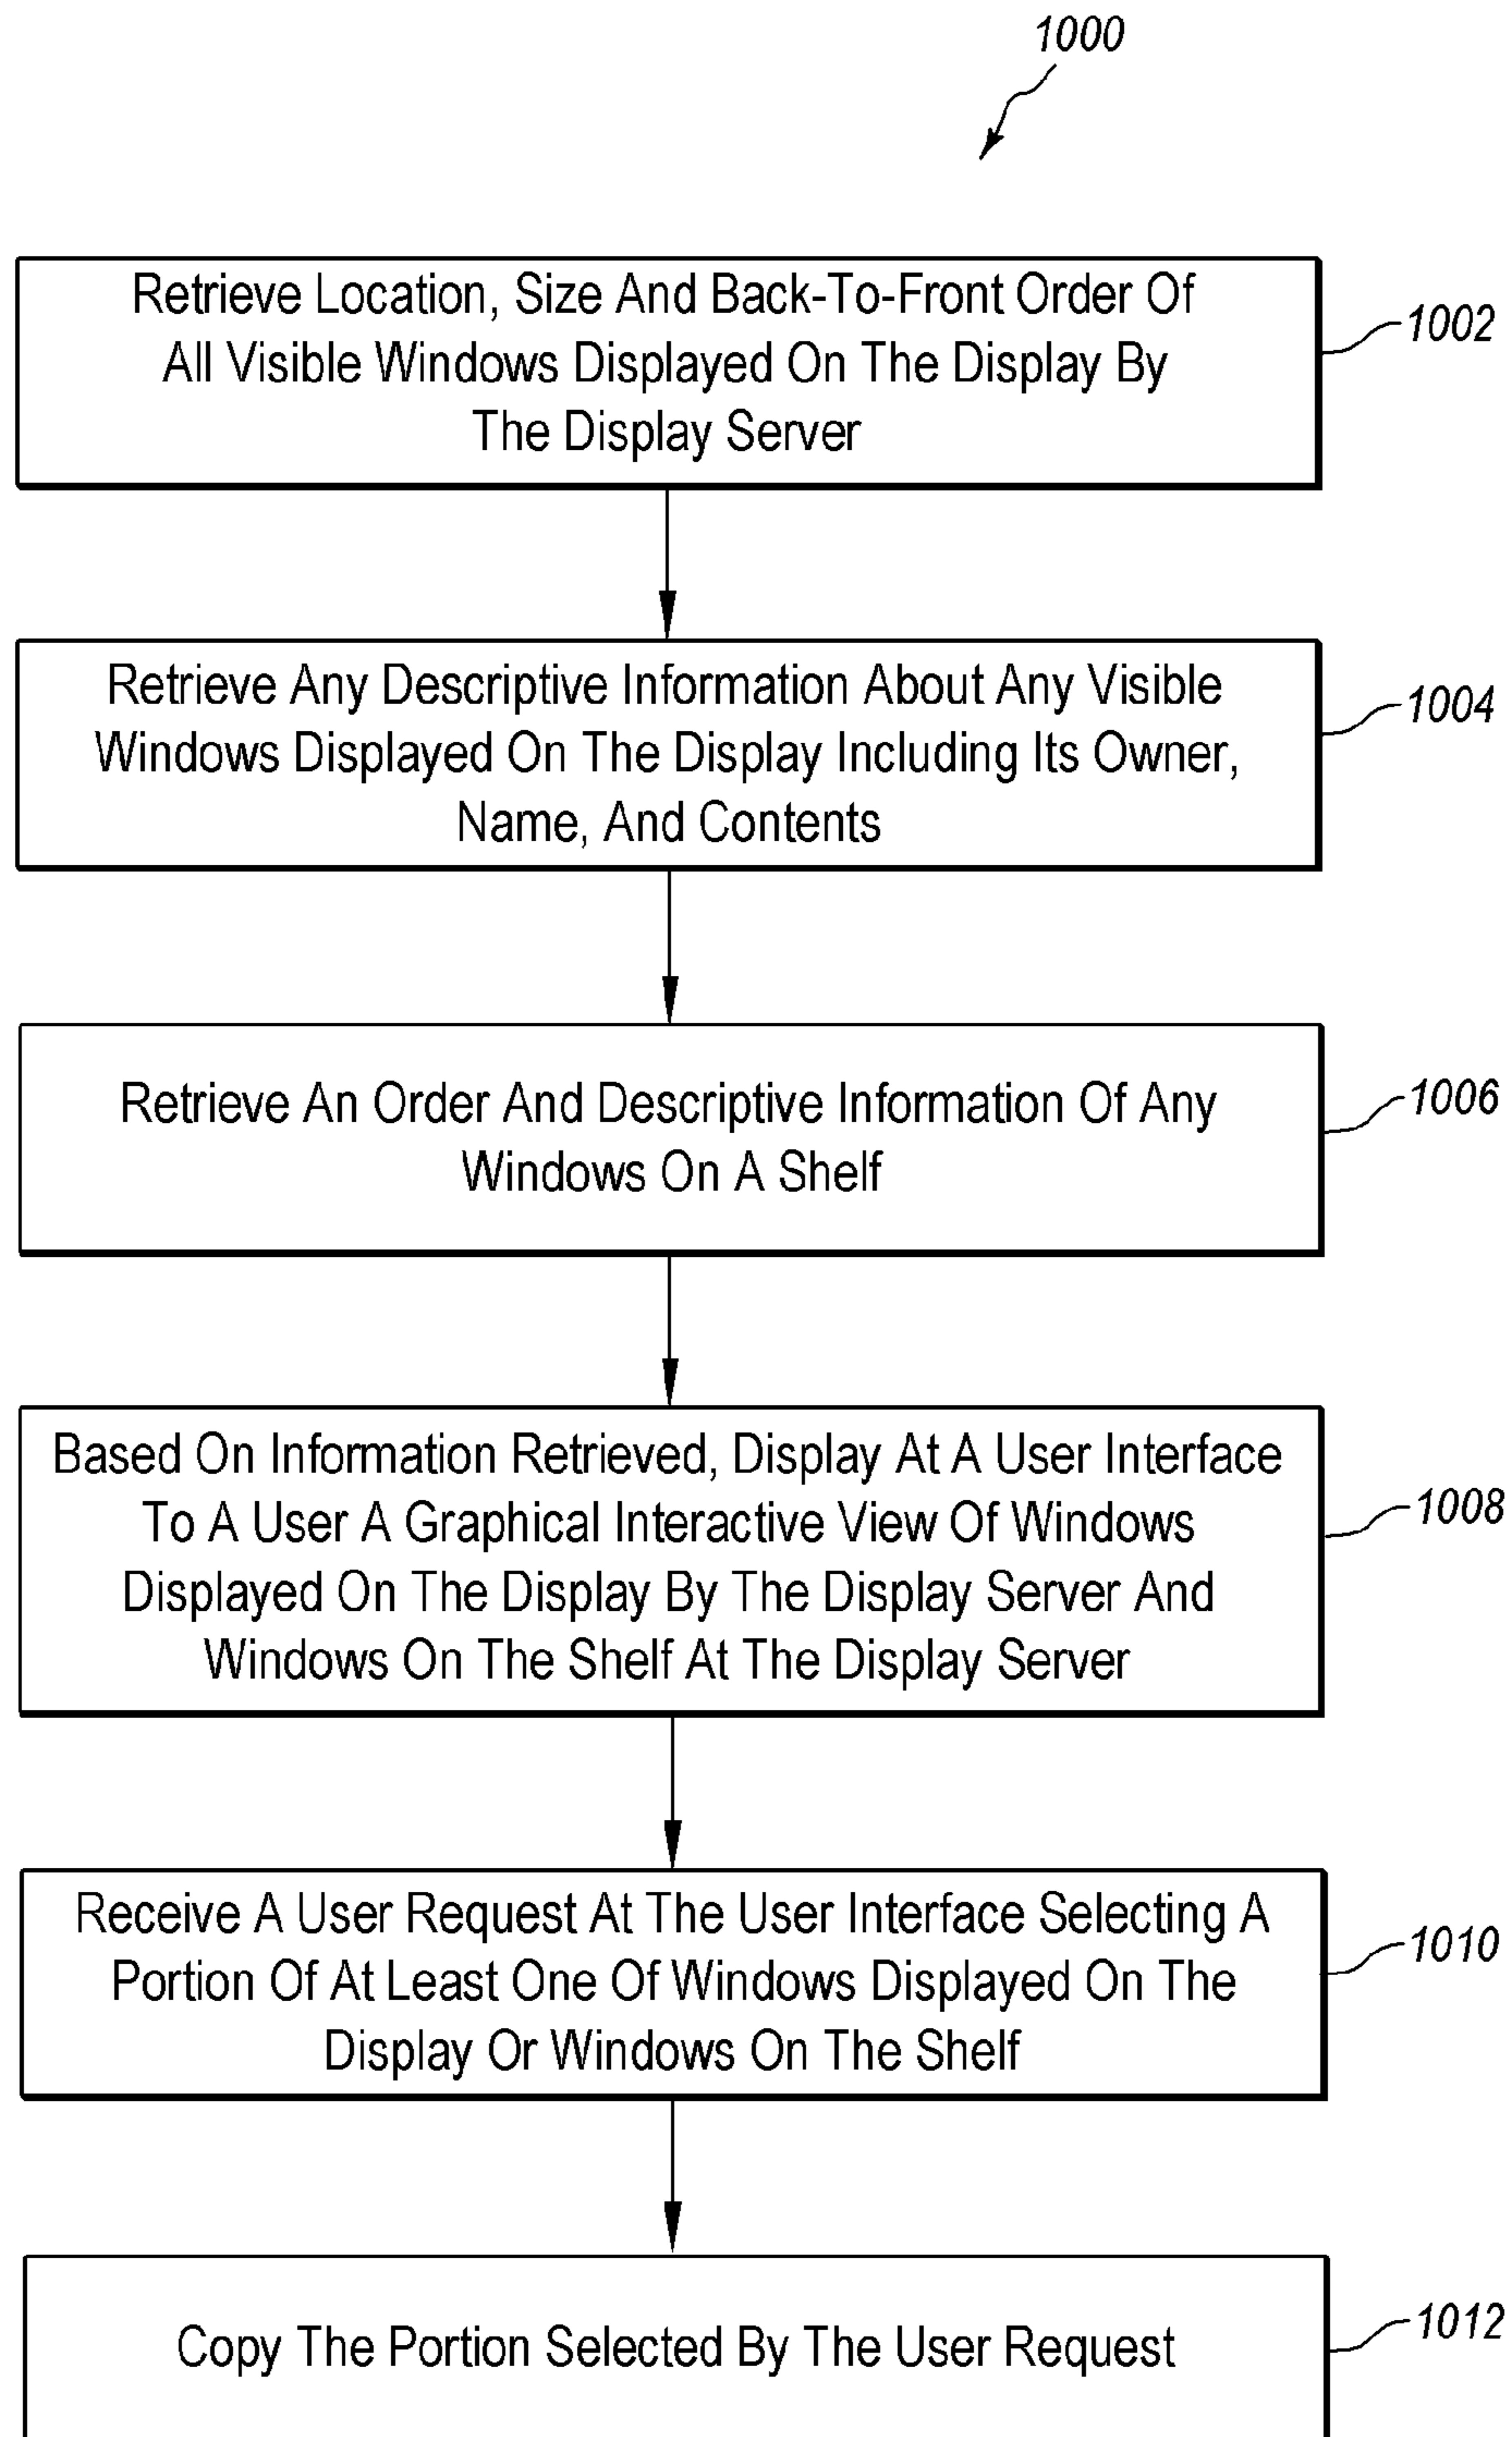 1000
Retrieve Location, Size And Back-To-Front Order Of
All Visible Windows Displayed On The Display By
The Display Server
1002
Retrieve Any Descriptive Information About Any Visible
Windows Displayed On The Display Including Its Owner,
Name, And Contents
1004
Retrieve An Order And Descriptive Information Of Any
Windows On A Shelf
1006
Based On Information Retrieved, Display At A User Interface
To A User A Graphical Interactive View Of Windows
Displayed On The Display By The Display Server And
Windows On The Shelf At The Display Server
1008
Receive A User Request At The User Interface Selecting A
Portion Of At Least One Of Windows Displayed On The
Display Or Windows On The Shelf
1010
Copy The Portion Selected By The User Request
1012